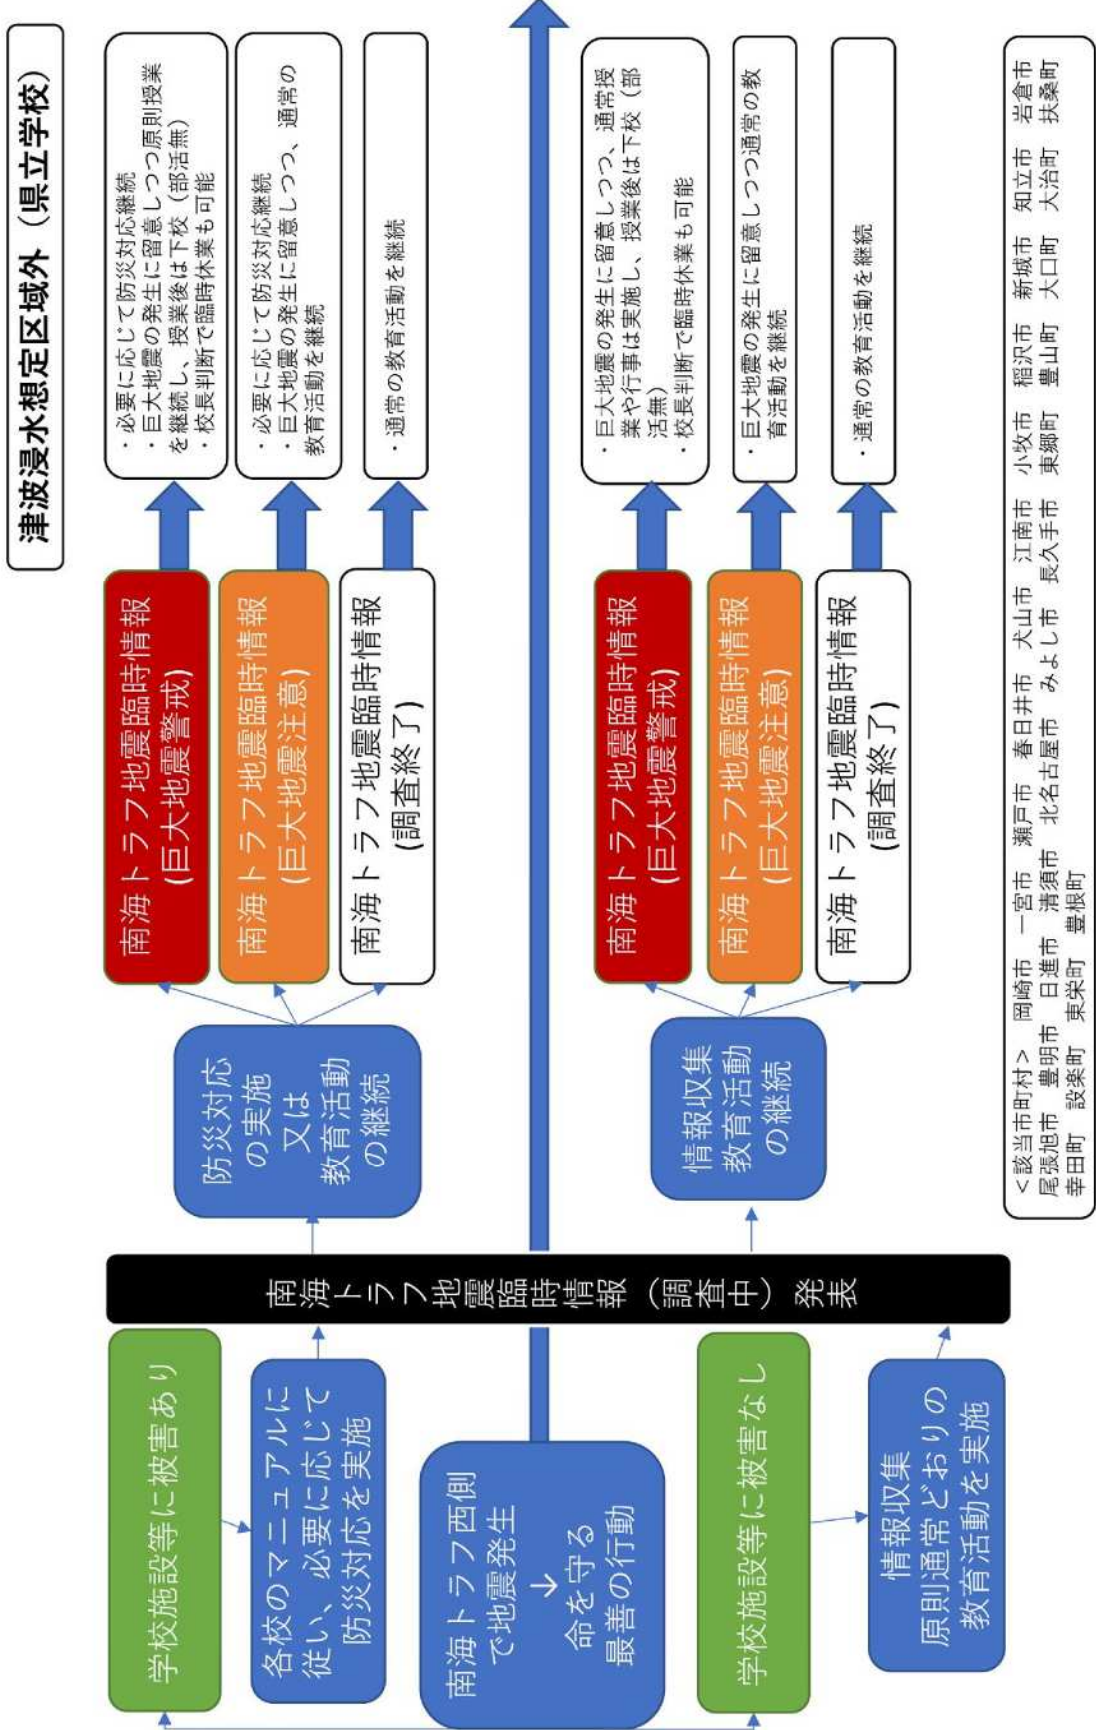 津波浸水想定区域外（県立学校）
学校施設等に被害あり
各校のマニュアルに
従い、必要に応じて
防災対応を実施
南海トラフ西側
で地震発生
↓
命を守る
最善の行動
学校施設等に被害なし
情報収集
原則通常どおりの
教育活動を実施
南海トラフ地震臨時情報（調査中）発表
防災対応
の実施
又は
教育活動
の継続
南海トラフ地震臨時情報
(巨大地震警戒)
・必要に応じて防災対応継続
・巨大地震の発生に留意しつつ原則授業
を継続し、授業後は下校（部活無）
・校長判断で臨時休業も可能
南海トラフ地震臨時情報
(巨大地震注意)
・必要に応じて防災対応継続
・巨大地震の発生に留意しつつ、通常の
教育活動を継続
南海トラフ地震臨時情報
(調査終了)
・通常の教育活動を継続
情報収集
教育活動
の継続
南海トラフ地震臨時情報
(巨大地震警戒)
・巨大地震の発生に留意しつつ、通常授
業や行事は実施し、授業後は下校（部
活無）
・校長判断で臨時休業も可能
南海トラフ地震臨時情報
(巨大地震注意)
・巨大地震の発生に留意しつつ通常の教
育活動を継続
南海トラフ地震臨時情報
(調査終了)
・通常の教育活動を継続
＜該当市町村＞　岡崎市　一宮市　瀬戸市　春日井市　犬山市　江南市　小牧市　稲沢市　新城市　知立市　岩倉市
尾張旭市　豊明市　日進市　清須市　北名古屋市　みよし市　長久手市　東郷町　豊山町　大口町　大治町　扶桑町
幸田町　設楽町　東栄町　豊根町